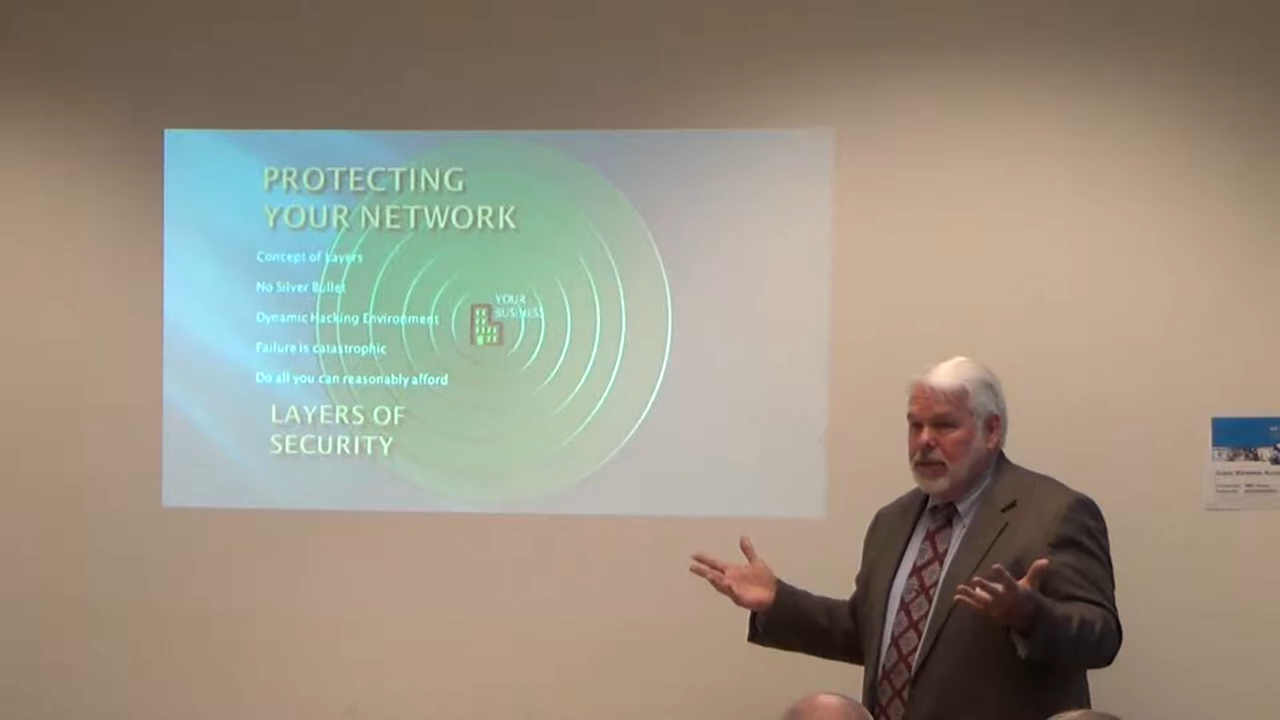 PROTECTING
YOUR NETWORK
Concept of Layers
No Silver Bullet
Dynamic Hacking Environment
Failure is catastrophic
Do all you can reasonably afford
YOUR
BUSINESS
LAYERS OF
SECURITY